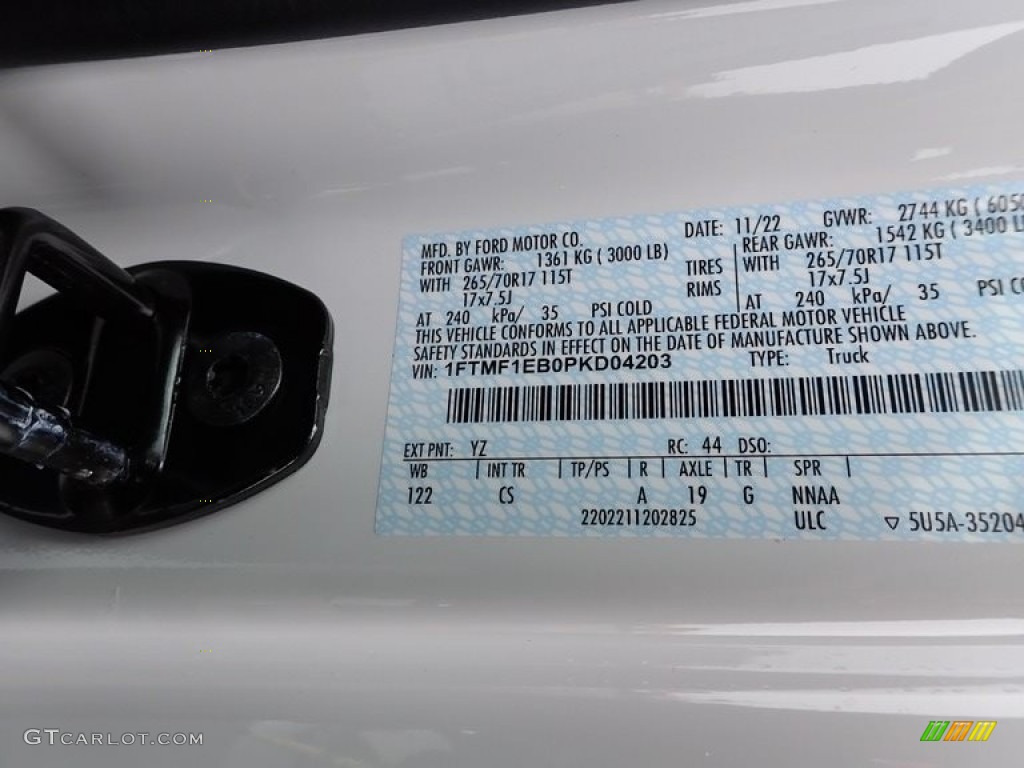 MFD. BY FORD MOTOR CO. DATE: 11/22 GVWR: 2744 KG ( 6050
FRONT GAWR: 1361 KG ( 3000 LB) REAR GAWR: 1542 KG ( 3400 LB
WITH 265/70R17 115T TIRES WITH 265/70R17 115T
17x7.5J RIMS 17x7.5J
AT 240 kPa/ 35 PSI COLD AT 240 kPa/ 35 PSI CO
THIS VEHICLE CONFORMS TO ALL APPLICABLE FEDERAL MOTOR VEHICLE
SAFETY STANDARDS IN EFFECT ON THE DATE OF MANUFACTURE SHOWN ABOVE.
VIN: 1FTMF1EB0PKD04203 TYPE: Truck
EXT PNT: YZ RC: 44 DSO:
WB INT TR TP/PS R AXLE TR SPR
122 CS A 19 G NNAA
2202211202825 ULC 5U5A-35204
GTCARLOT.COM